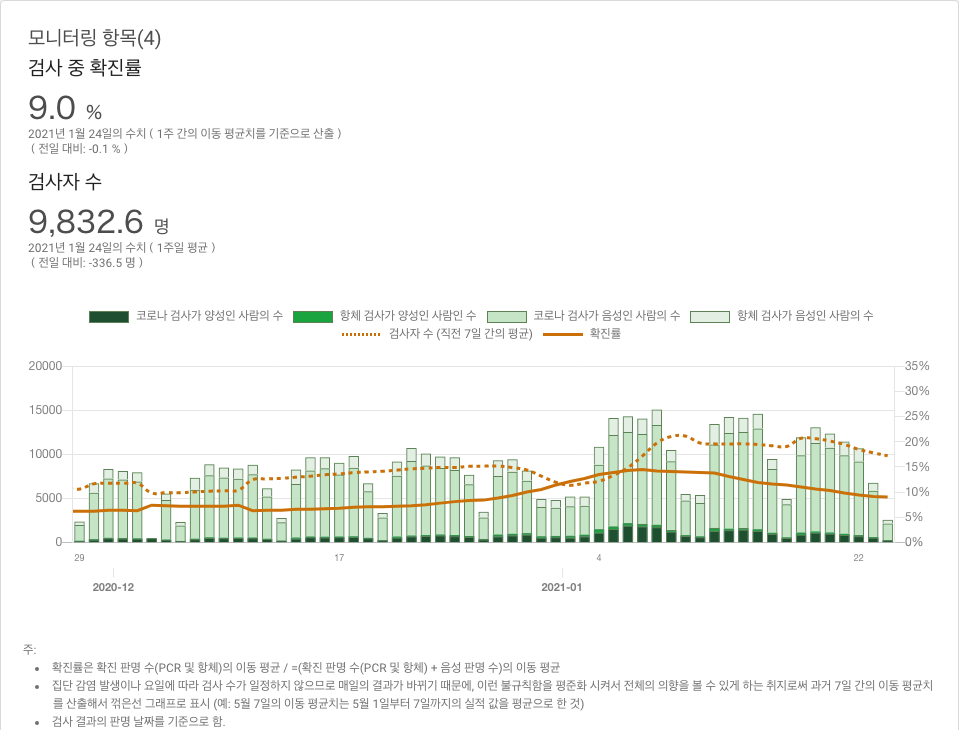 모니터링 항목(4)
검사 중 확진률
9.0 %
2021년 1월 24일의 수치 ( 1주 간의 이동 평균치를 기준으로 산출 )
( 전일 대비: -0.1 % )
검사자 수
9,832.6 명
2021년 1월 24일의 수치 ( 1주일 평균 )
( 전일 대비: -336.5 명 )
코로나 검사가 양성인 사람의 수 항체 검사가 양성인 사람의 수 코로나 검사가 음성인 사람의 수 항체 검사가 음성인 사람인 수
검사자 수 (직전 7일 간의 평균) 확진률
20000 35%
30%
15000 25%
20%
10000 15%
5000 10%
5%
0 0%
29 17 4 22
2020-12 2021-01
주:
• 확진률은 확진 판명 수(PCR 및 항체)의 이동 평균 / =(확진 판명 수(PCR 및 항체) + 음성 판명 수)의 이동 평균
• 집단 감염 발생이나 요일에 따라 검사 수가 일정하지 않으므로 매일의 결과가 바뀌기 때문에, 이런 불규칙함을 평준화 시켜서 전체의 의향을 볼 수 있게 하는 취지로써 과거 7일 간의 이동 평균치
를 산출해서 꺾은선 그래프로 표시 (예: 5월 7일의 이동 평균치는 5월 1일부터 7일까지의 실적 값을 평균으로 한 것)
• 검사 결과의 판명 날짜를 기준으로 함.